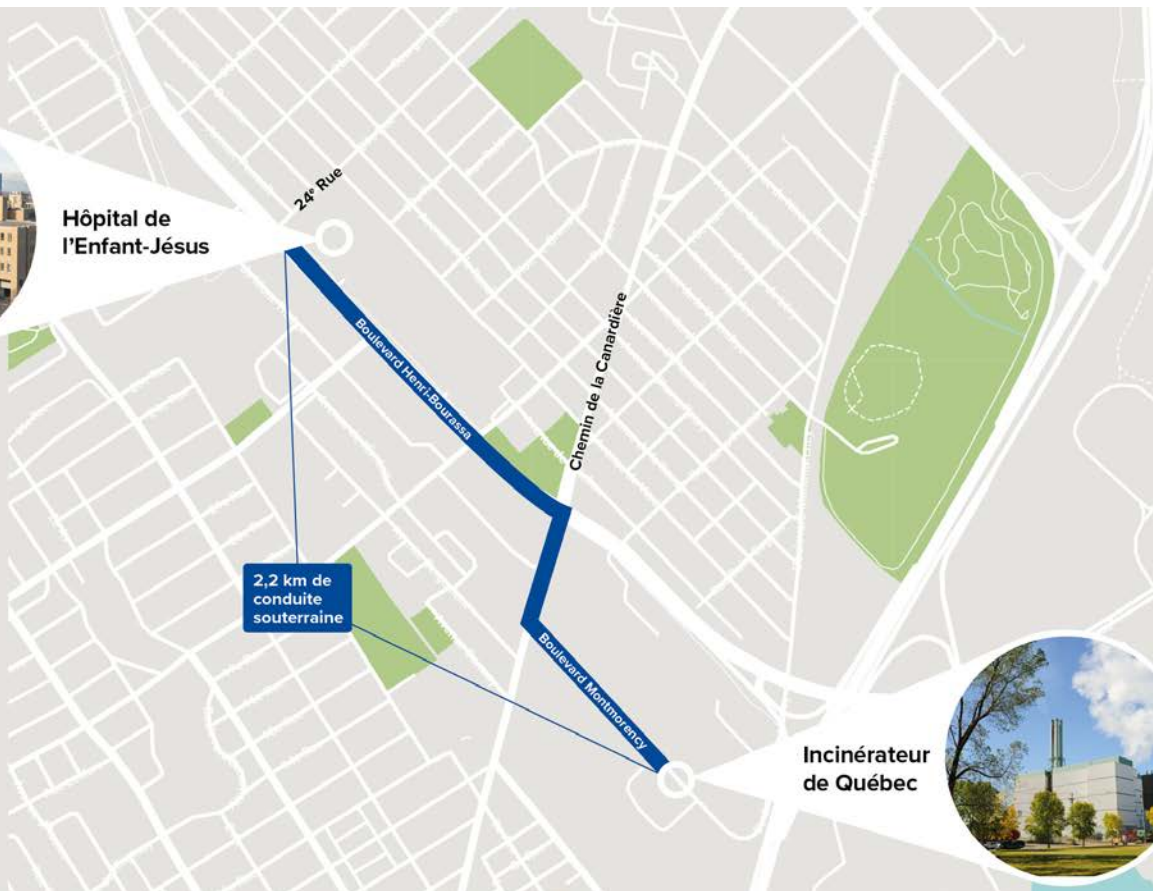 24e Rue
Hôpital de
l'Enfant-Jésus
Boulevard Henri-Bourassa
Chemin de la Canardière
2,2 km de
conduite
souterraine
Boulevard Montmorency
Incinérateur
de Québec